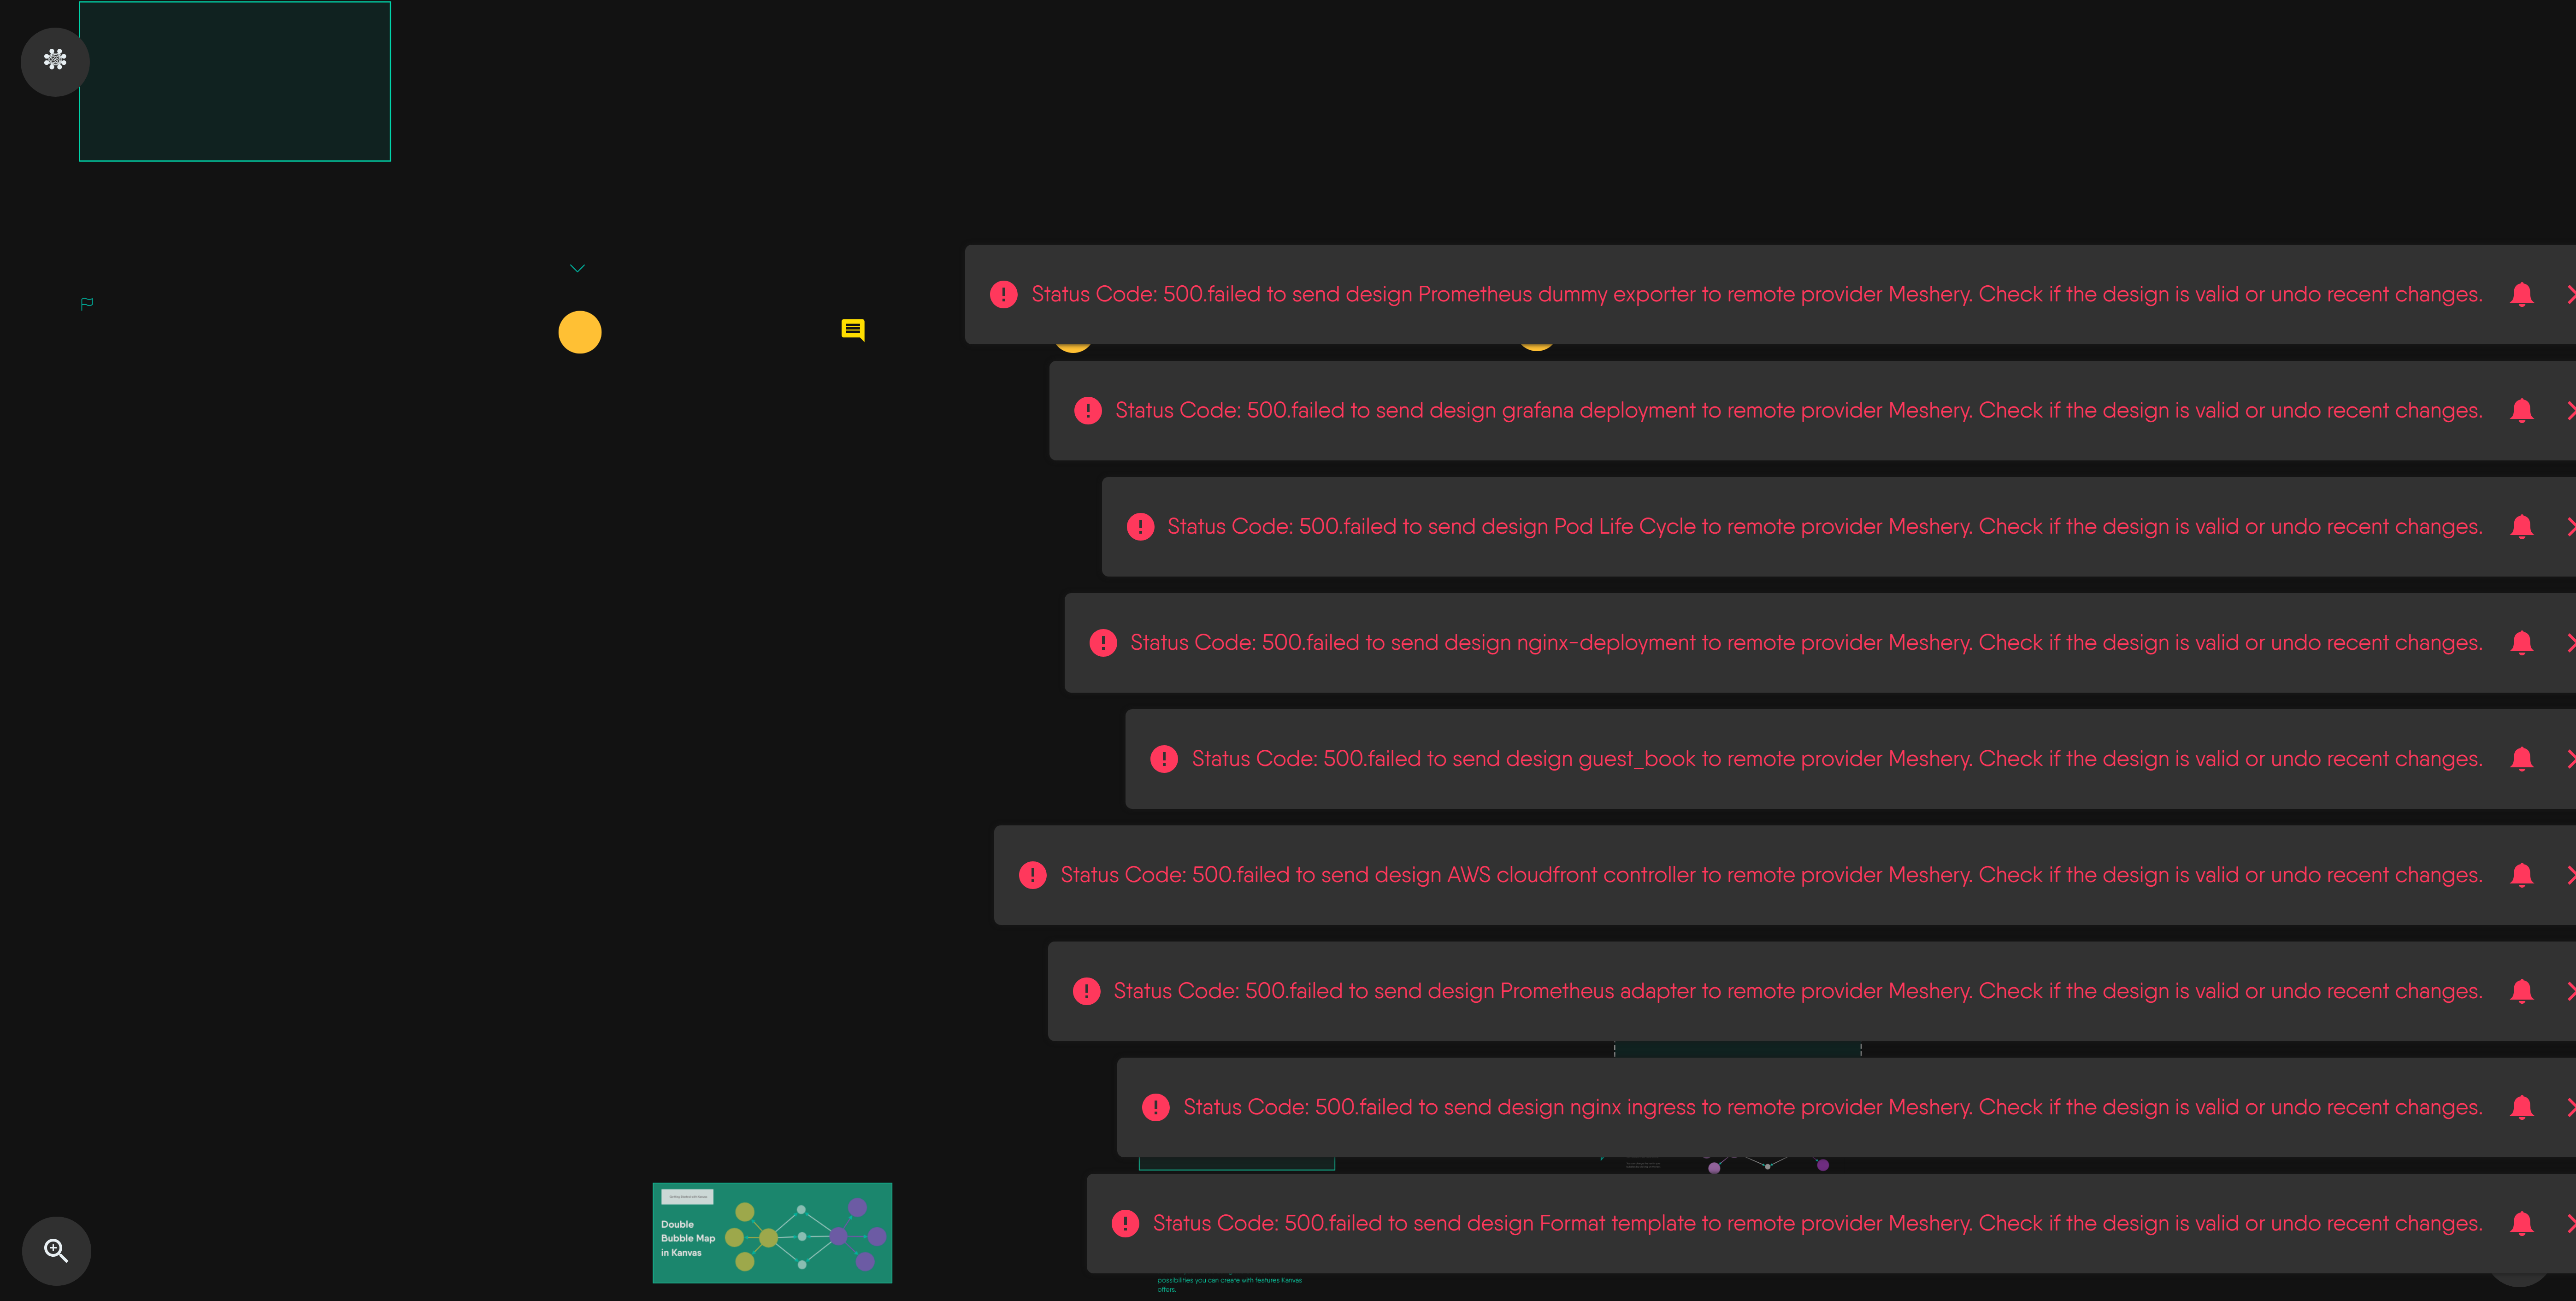 Status Code: 500.failed to send design Prometheus dummy exporter to remote provider Meshery. Check if the design is valid or undo recent changes.
Status Code: 500.failed to send design grafana deployment to remote provider Meshery. Check if the design is valid or undo recent changes.
Status Code: 500.failed to send design Pod Life Cycle to remote provider Meshery. Check if the design is valid or undo recent changes.
Status Code: 500.failed to send design nginx-deployment to remote provider Meshery. Check if the design is valid or undo recent changes.
Status Code: 500.failed to send design guest_book to remote provider Meshery. Check if the design is valid or undo recent changes.
Status Code: 500.failed to send design AWS cloudfront controller to remote provider Meshery. Check if the design is valid or undo recent changes.
Status Code: 500.failed to send design Prometheus adapter to remote provider Meshery. Check if the design is valid or undo recent changes.
Status Code: 500.failed to send design nginx ingress to remote provider Meshery. Check if the design is valid or undo recent changes.
Status Code: 500.failed to send design Format template to remote provider Meshery. Check if the design is valid or undo recent changes.
Double
Bubble Map
in Kanvas
possibilities you can create with features Kanvas
offers.